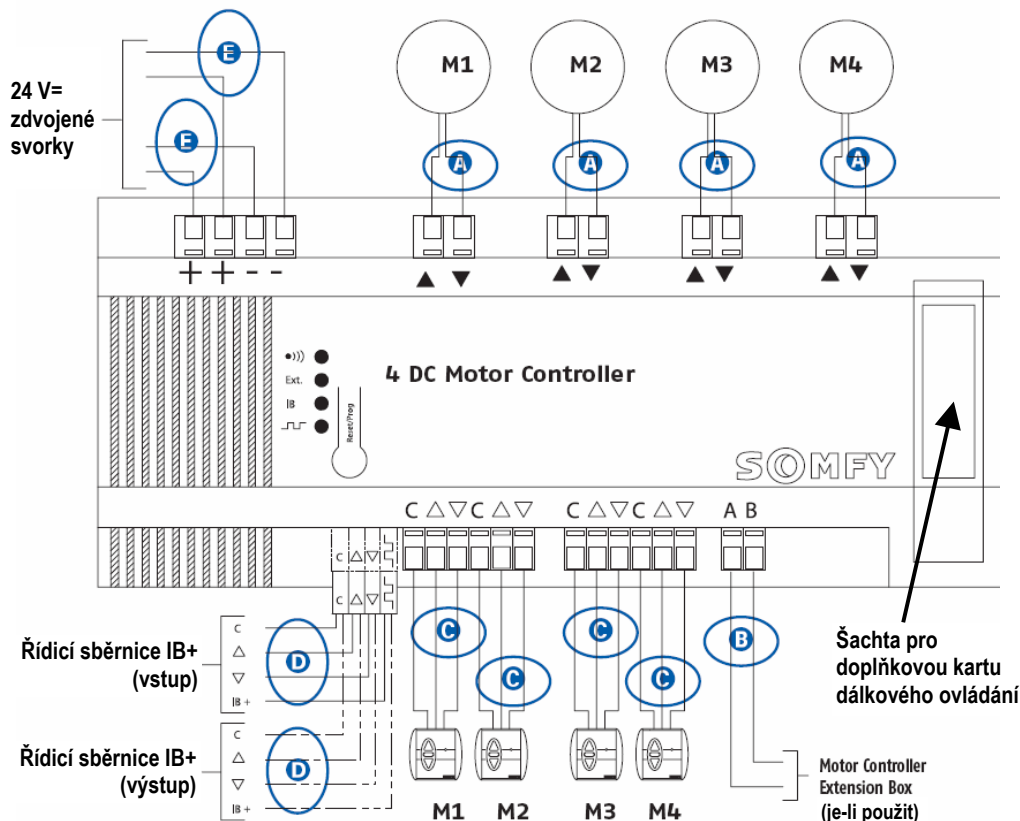 24 V=
zdvojené
svorky
E
E
M1
M2
M3
M4
A
A
A
A
+ + - -
▲ ▼
▲ ▼
▲ ▼
▲ ▼
•)))
Ext.
IB
Reset/Prog
4 DC Motor Controller
SOMFY
C △ ▽ C △ ▽
C △ ▽ C △ ▽
A B
C △ ▽
C △ ▽
Řídicí sběrnice IB+
(vstup)
C
△
▽
IB +
D
Řídicí sběrnice IB+
(výstup)
C
△
▽
IB +
D
C
C
C
C
B
M1
M2
M3
M4
Šachta pro
doplňkovou kartu
dálkového ovládání
Motor Controller
Extension Box
(je-li použit)